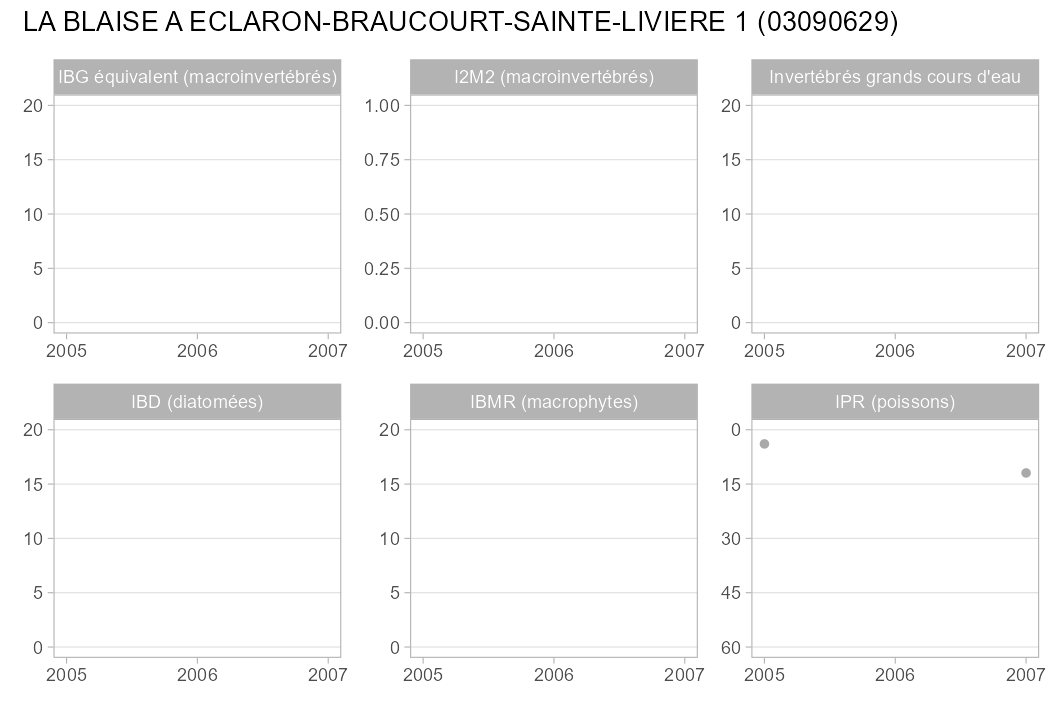 LA BLAISE A ECLARON-BRAUCOURT-SAINTE-LIVIERE 1 (03090629)
IBG équivalent (macroinvertébrés)
20
15
10
5
0
2005 2006 2007
I2M2 (macroinvertébrés)
1.00
0.75
0.50
0.25
0.00
2005 2006 2007
Invertébrés grands cours d'eau
20
15
10
5
0
2005 2006 2007
IBD (diatomées)
20
15
10
5
0
2005 2006 2007
IBMR (macrophytes)
20
15
10
5
0
2005 2006 2007
IPR (poissons)
0
15
30
45
60
2005 2006 2007